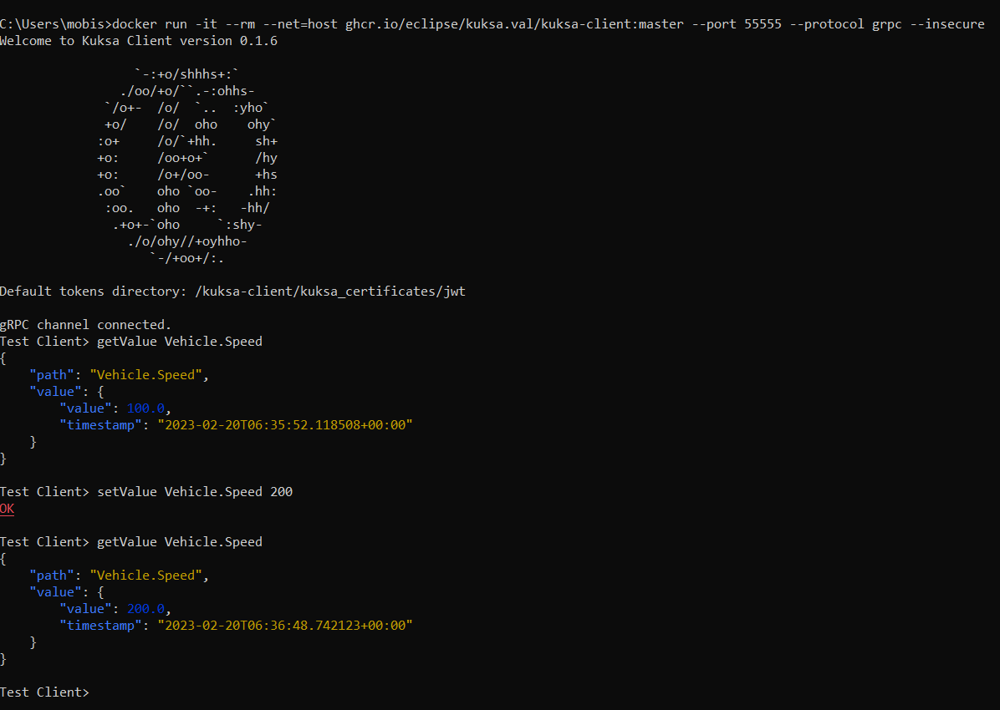 C:\Users\mobis>docker run -it --rm --net=host ghcr.io/eclipse/kuksa.val/kuksa-client:master --port 55555 --protocol grpc --insecure
Welcome to Kuksa Client version 0.1.6
                  `-:+o/shhhs+:`
                ./oo/+o/``.-:ohhs-
              `/o+-  /o/  `..  :yho`
              +o/    /o/  oho    ohy`
             :o+     /o/`+hh.     sh+
             +o:     /oo+o+`      /hy
             +o:     /o+/oo-      +hs
             .oo`    oho `oo-    .hh:
              :oo.   oho  -+:   -hh/
               .+o+-`oho     `:shy-
                 ./o/ohy//+oyhho-
                    `-/+oo+/:.
Default tokens directory: /kuksa-client/kuksa_certificates/jwt
gRPC channel connected.
Test Client> getValue Vehicle.Speed
{
    "path": "Vehicle.Speed",
    "value": {
        "value": 100.0,
        "timestamp": "2023-02-20T06:35:52.118508+00:00"
    }
}
Test Client> setValue Vehicle.Speed 200
OK
Test Client> getValue Vehicle.Speed
{
    "path": "Vehicle.Speed",
    "value": {
        "value": 200.0,
        "timestamp": "2023-02-20T06:36:48.742123+00:00"
    }
}
Test Client>